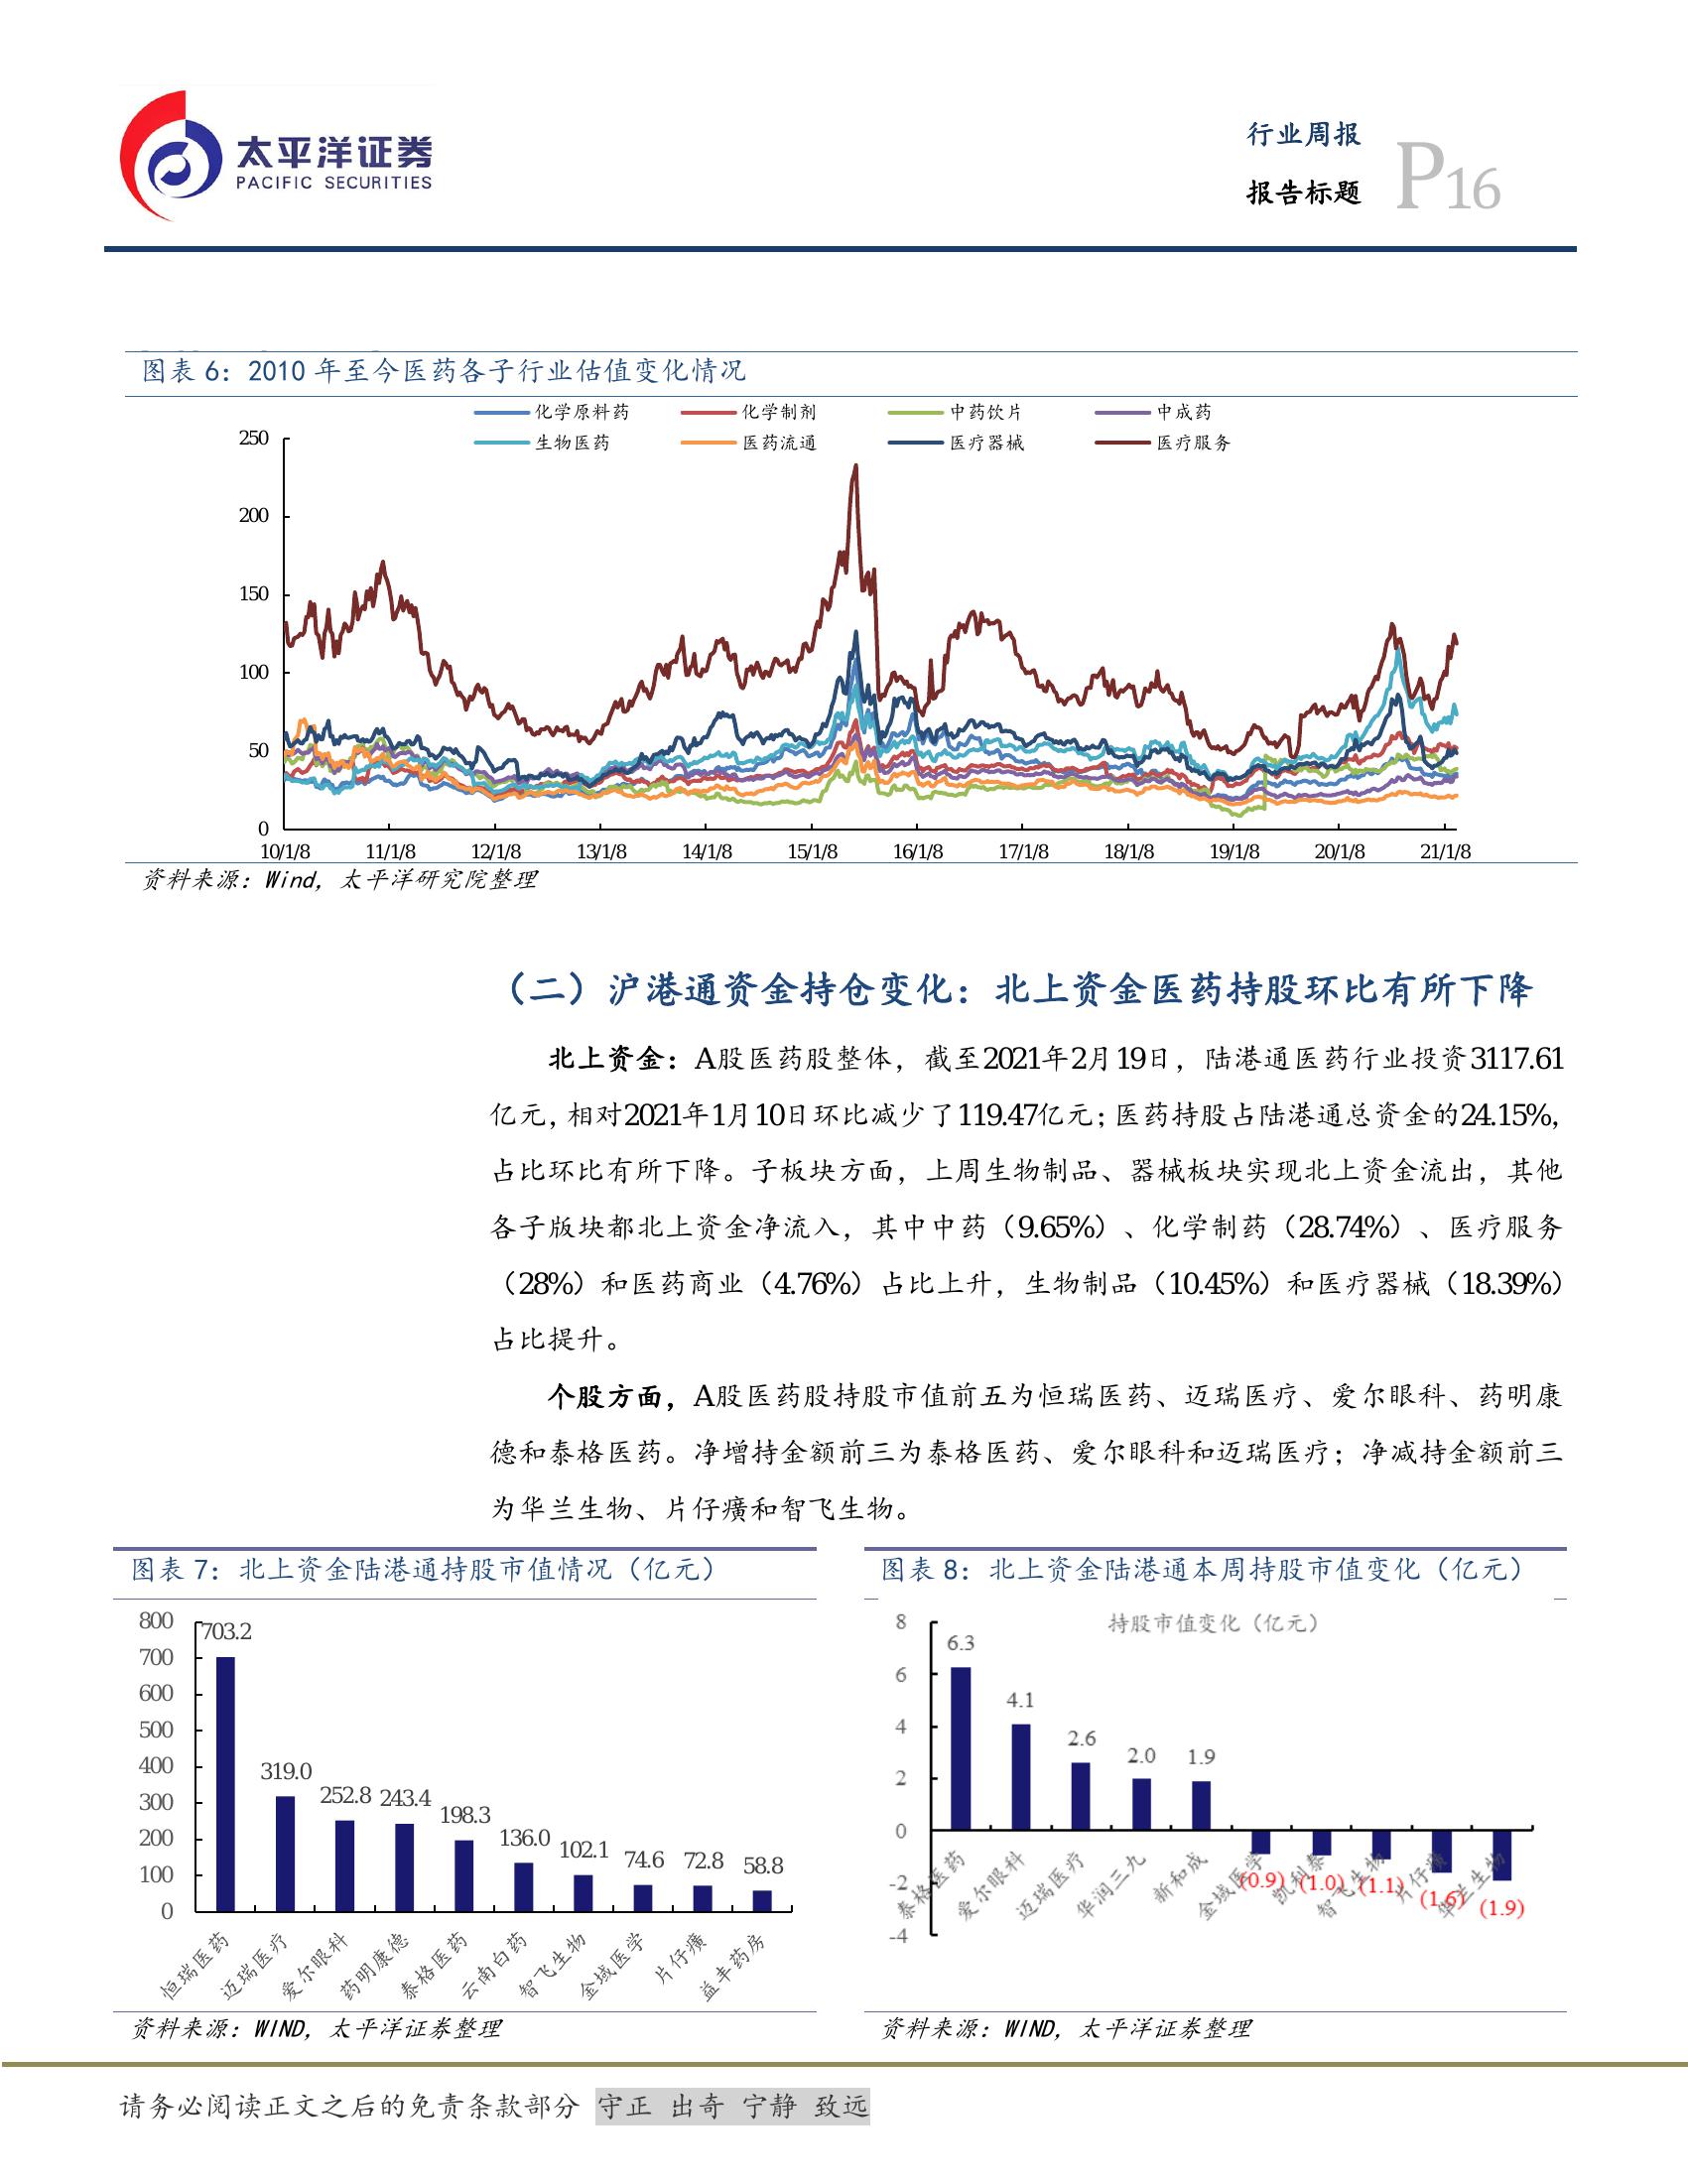 太平洋证券
PACIFIC SECURITIES
行业周报
报告标题
P16
图表 6：2010 年至今医药各子行业估值变化情况
化学原料药 化学制剂 中药饮片 中成药
生物医药 医药流通 医疗器械 医疗服务
250
200
150
100
50
0
10/1/8 11/1/8 12/1/8 13/1/8 14/1/8 15/1/8 16/1/8 17/1/8 18/1/8 19/1/8 20/1/8 21/1/8
资料来源：Wind，太平洋研究院整理
（二）沪港通资金持仓变化：北上资金医药持股环比有所下降
北上资金：A股医药股整体，截至2021年2月19日，陆港通医药行业投资3117.61
亿元，相对2021年1月10日环比减少了119.47亿元；医药持股占陆港通总资金的24.15%，
占比环比有所下降。子板块方面，上周生物制品、器械板块实现北上资金流出，其他
各子版块都北上资金净流入，其中中药（9.65%）、化学制药（28.74%）、医疗服务
（28%）和医药商业（4.76%）占比上升，生物制品（10.45%）和医疗器械（18.39%）
占比提升。
个股方面，A股医药股持股市值前五为恒瑞医药、迈瑞医疗、爱尔眼科、药明康
德和泰格医药。净增持金额前三为泰格医药、爱尔眼科和迈瑞医疗；净减持金额前三
为华兰生物、片仔癀和智飞生物。
图表 7：北上资金陆港通持股市值情况（亿元）
800
700
600
500
400
300
200
100
0
703.2 319.0 252.8 243.4 198.3 136.0 102.1 74.6 72.8 58.8
恒瑞医药 迈瑞医疗 爱尔眼科 药明康德 泰格医药 云南白药 智飞生物 金域医学 片仔癀 益丰药房
资料来源：WIND，太平洋证券整理
图表 8：北上资金陆港通本周持股市值变化（亿元）
持股市值变化（亿元）
8
6
4
2
0
-2
-4
6.3 4.1 2.6 2.0 1.9 (0.9) (1.0) (1.1) (1.6) (1.9)
泰格医药 爱尔眼科 迈瑞医疗 华润三九 新和成 金域医学 凯利泰 智飞生物 片仔癀 华兰生物
资料来源：WIND，太平洋证券整理
请务必阅读正文之后的免责条款部分 守正 出奇 宁静 致远